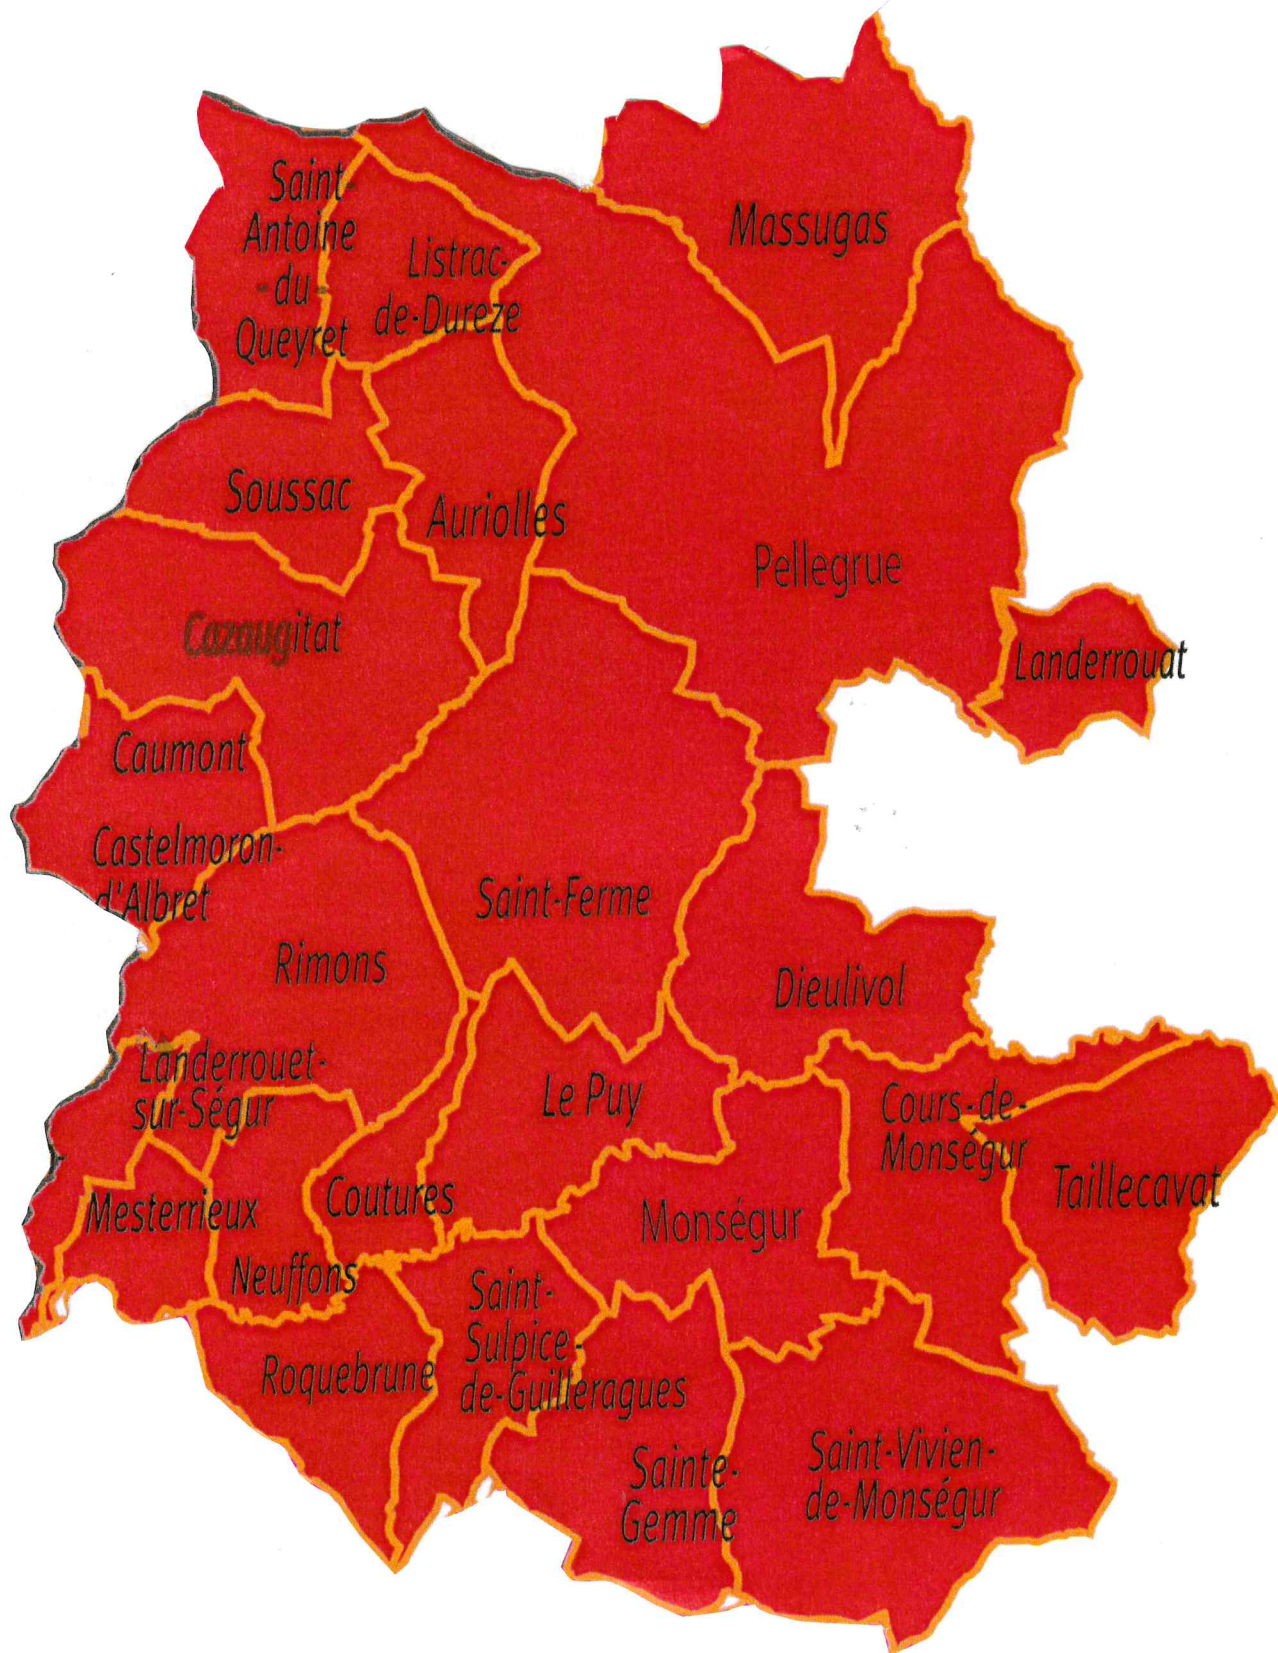 Saint-
Antoine
-du-
Queyret
Listrac-
de-Dureze
Massugas
Soussac
Auriolles
Pellegrue
Cazaugitat
Landerrouat
Caumont
Castelmoron-
d'Albret
Saint-Ferme
Rimons
Dieulivol
Landerrouet-
sur-Ségur
Le Puy
Cours-de-
Monségur
Taillecavat
Mesterrieux
Coutures
Monségur
Neuffons
Saint-
Sulpice-
de-Guilleragues
Roquebrune
Sainte-
Gemme
Saint-Vivien-
de-Monségur